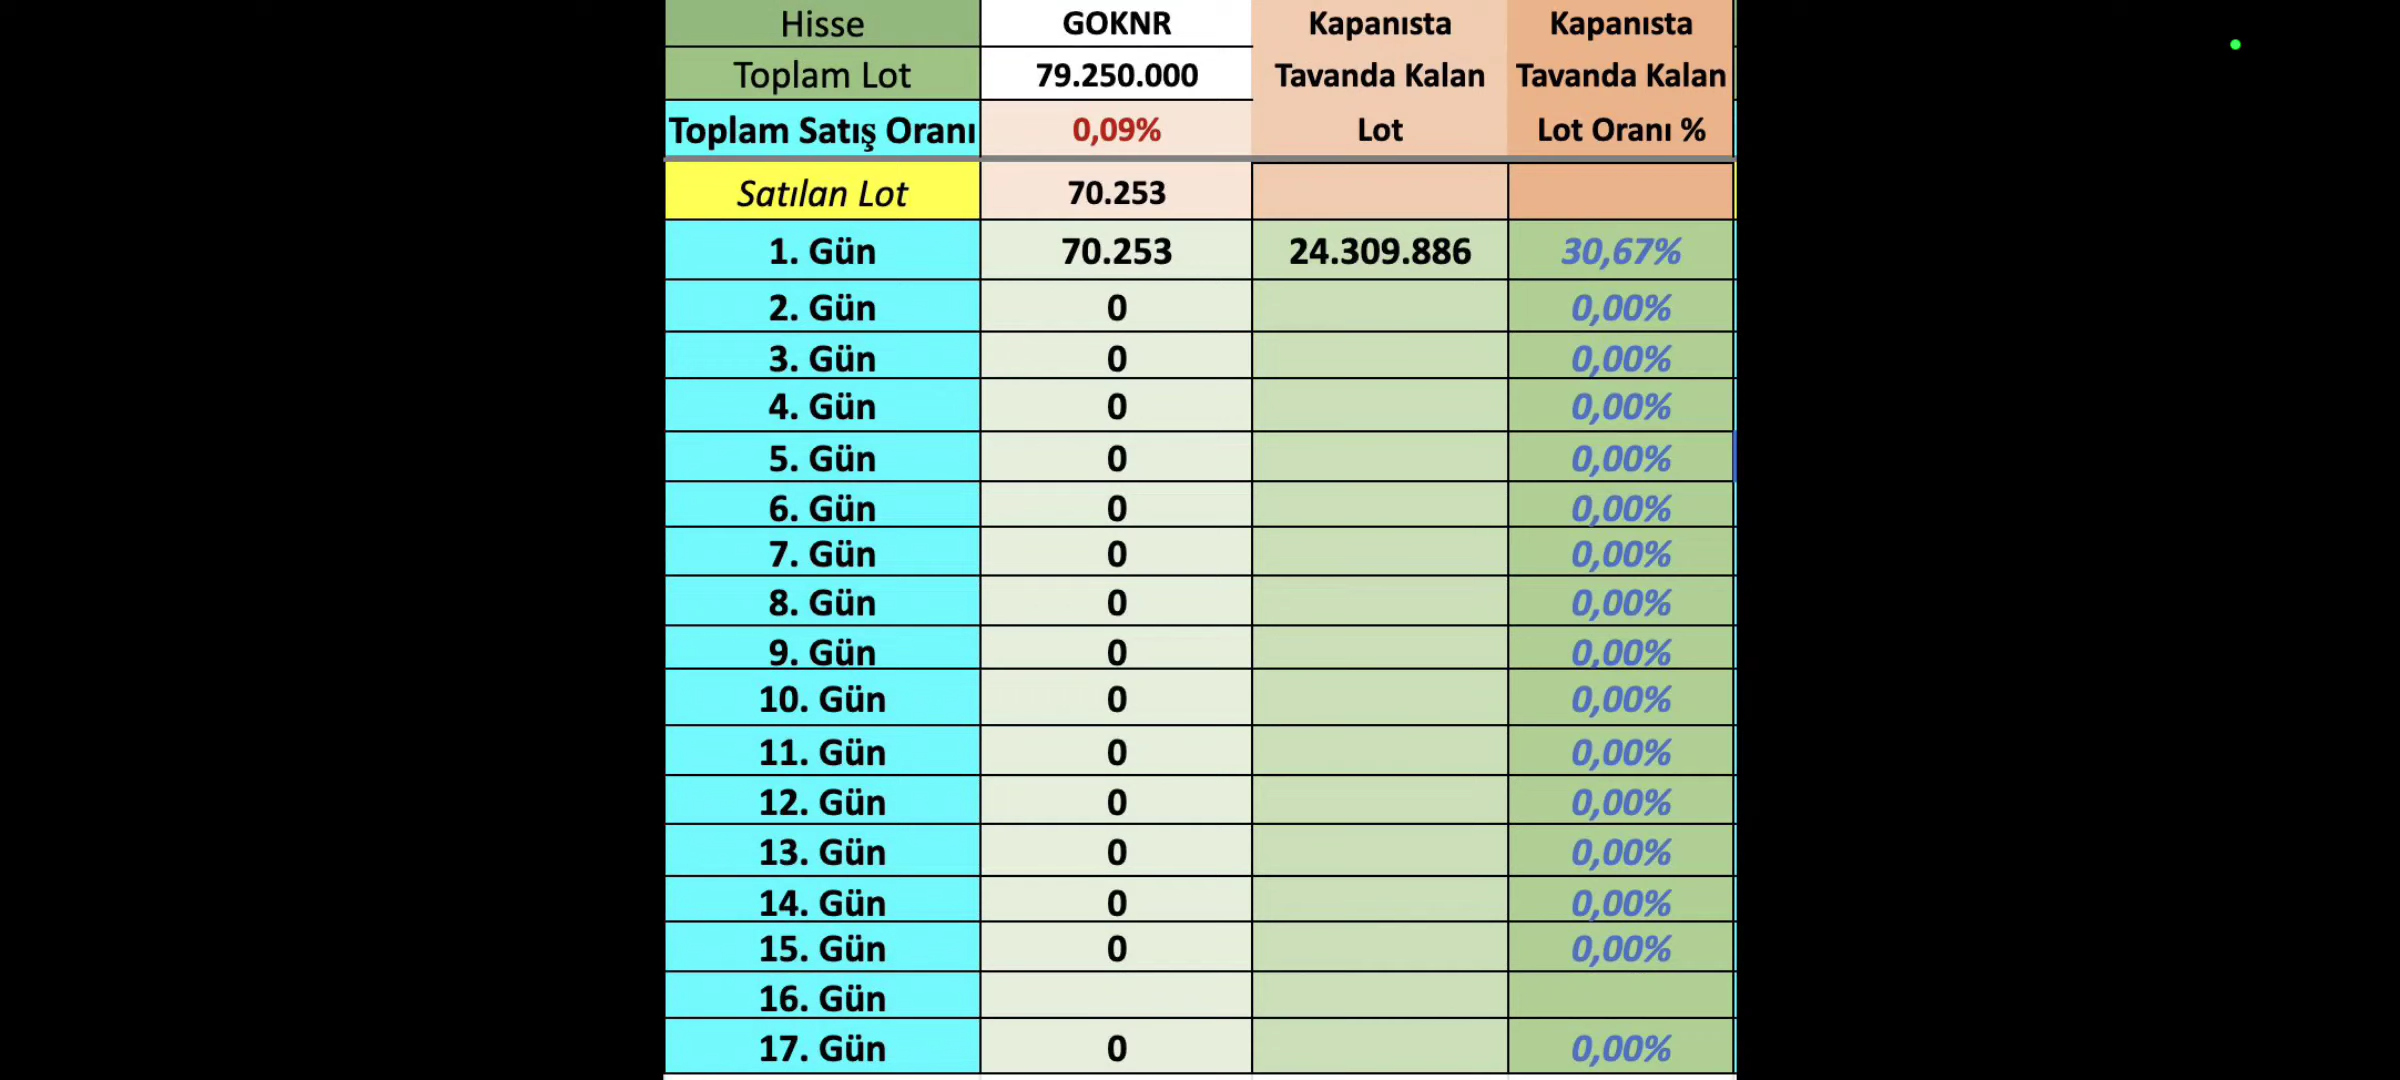 Hisse GOKNR Kapanısta Kapanısta
Toplam Lot 79.250.000 Tavanda Kalan Tavanda Kalan
Toplam Satış Oranı 0,09% Lot Lot Oranı %
Satılan Lot 70.253
1. Gün 70.253 24.309.886 30,67%
2. Gün 0 0,00%
3. Gün 0 0,00%
4. Gün 0 0,00%
5. Gün 0 0,00%
6. Gün 0 0,00%
7. Gün 0 0,00%
8. Gün 0 0,00%
9. Gün 0 0,00%
10. Gün 0 0,00%
11. Gün 0 0,00%
12. Gün 0 0,00%
13. Gün 0 0,00%
14. Gün 0 0,00%
15. Gün 0 0,00%
16. Gün
17. Gün 0 0,00%